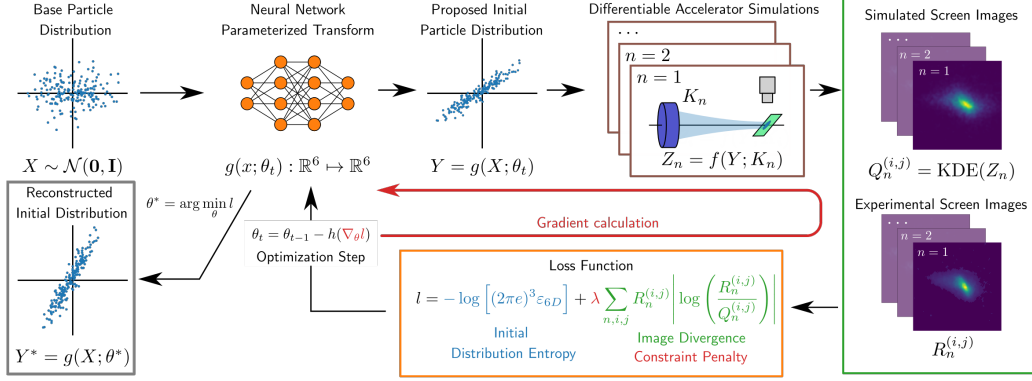 Base Particle
Distribution
X ∼ 𝒩(𝟎, 𝐈)
Neural Network
Parameterized Transform
g(x; θ_t) : ℝ^6 ↦ ℝ^6
Proposed Initial
Particle Distribution
Y = g(X; θ_t)
Differentiable Accelerator Simulations
...
n = 2
n = 1
K_n
Z_n = f(Y; K_n)
Simulated Screen Images
...
n = 2
n = 1
Q_n^{(i,j)} = KDE(Z_n)
Experimental Screen Images
...
n = 2
n = 1
R_n^{(i,j)}
Reconstructed
Initial Distribution
Y* = g(X; θ*)
θ* = arg min_θ l
θ_t = θ_{t−1} − h(∇_θ l)
Optimization Step
Gradient calculation
Loss Function
l = − log [(2πe)^3 ε_{6D}] + λ ∑_{n,i,j} R_n^{(i,j)} | log ( R_n^{(i,j)} / Q_n^{(i,j)} ) |
Initial
Distribution Entropy
Image Divergence
Constraint Penalty